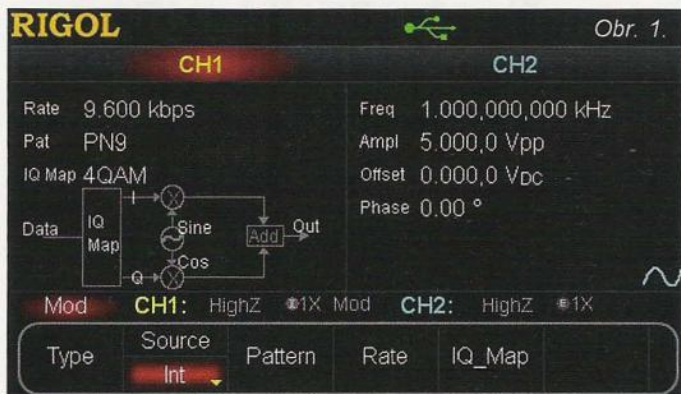 RIGOL Obr. 1.
CH1 CH2
Rate 9.600 kbps
Pat PN9
IQ Map 4QAM
Freq 1.000,000,000 kHz
Ampl 5.000,0 Vpp
Offset 0.000,0 VDC
Phase 0.00 °
Data IQ Map I Q Sine Cos X X Add Out
Mod CH1: HighZ 1X Mod CH2: HighZ 1X
Type Source Int Pattern Rate IQ_Map